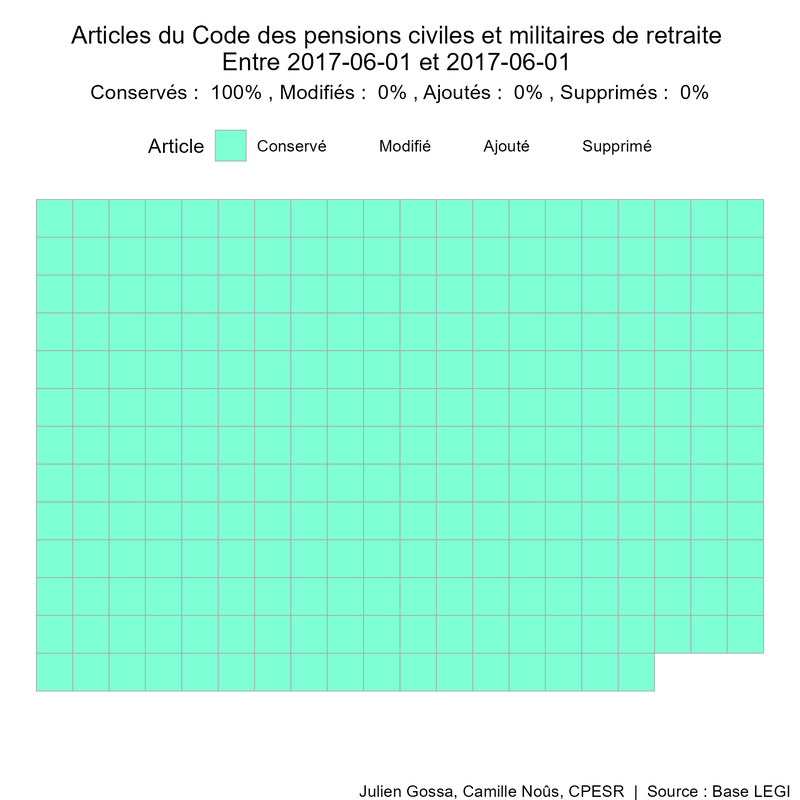 Articles du Code des pensions civiles et militaires de retraite
Entre 2017-06-01 et 2017-06-01
Conservés :  100% , Modifiés :  0% , Ajoutés :  0% , Supprimés :  0%
Article Conservé Modifié Ajouté Supprimé
Julien Gossa, Camille Noûs, CPESR  |  Source : Base LEGI